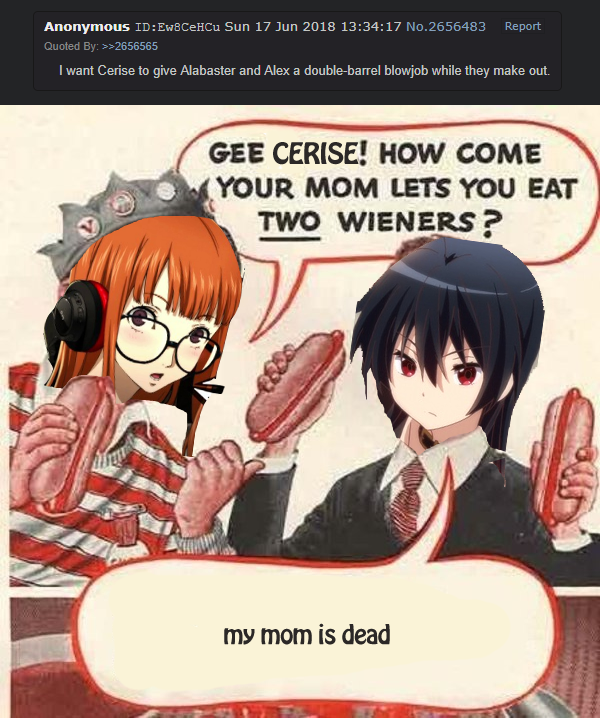 Anonymous ID:Ew8CeHCu Sun 17 Jun 2018 13:34:17 No.2656483 Report
Quoted By: >>2656565
I want Cerise to give Alabaster and Alex a double-barrel blowjob while they make out.
GEE CERISE! HOW COME
YOUR MOM LETS YOU EAT
TWO WIENERS?
my mom is dead